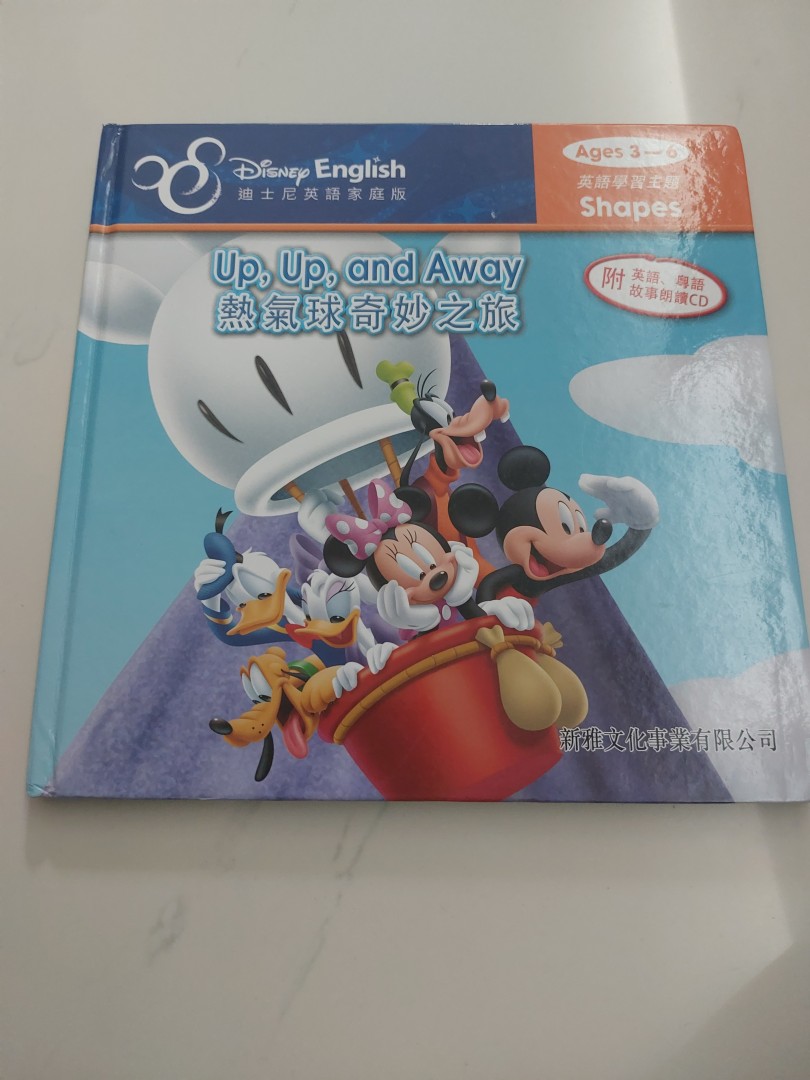 Disney English
迪士尼英語家庭版
Ages 3—6
英語學習主題
Shapes
Up, Up, and Away
熱氣球奇妙之旅
附 英語、粵語
故事朗讀CD
新雅文化事業有限公司